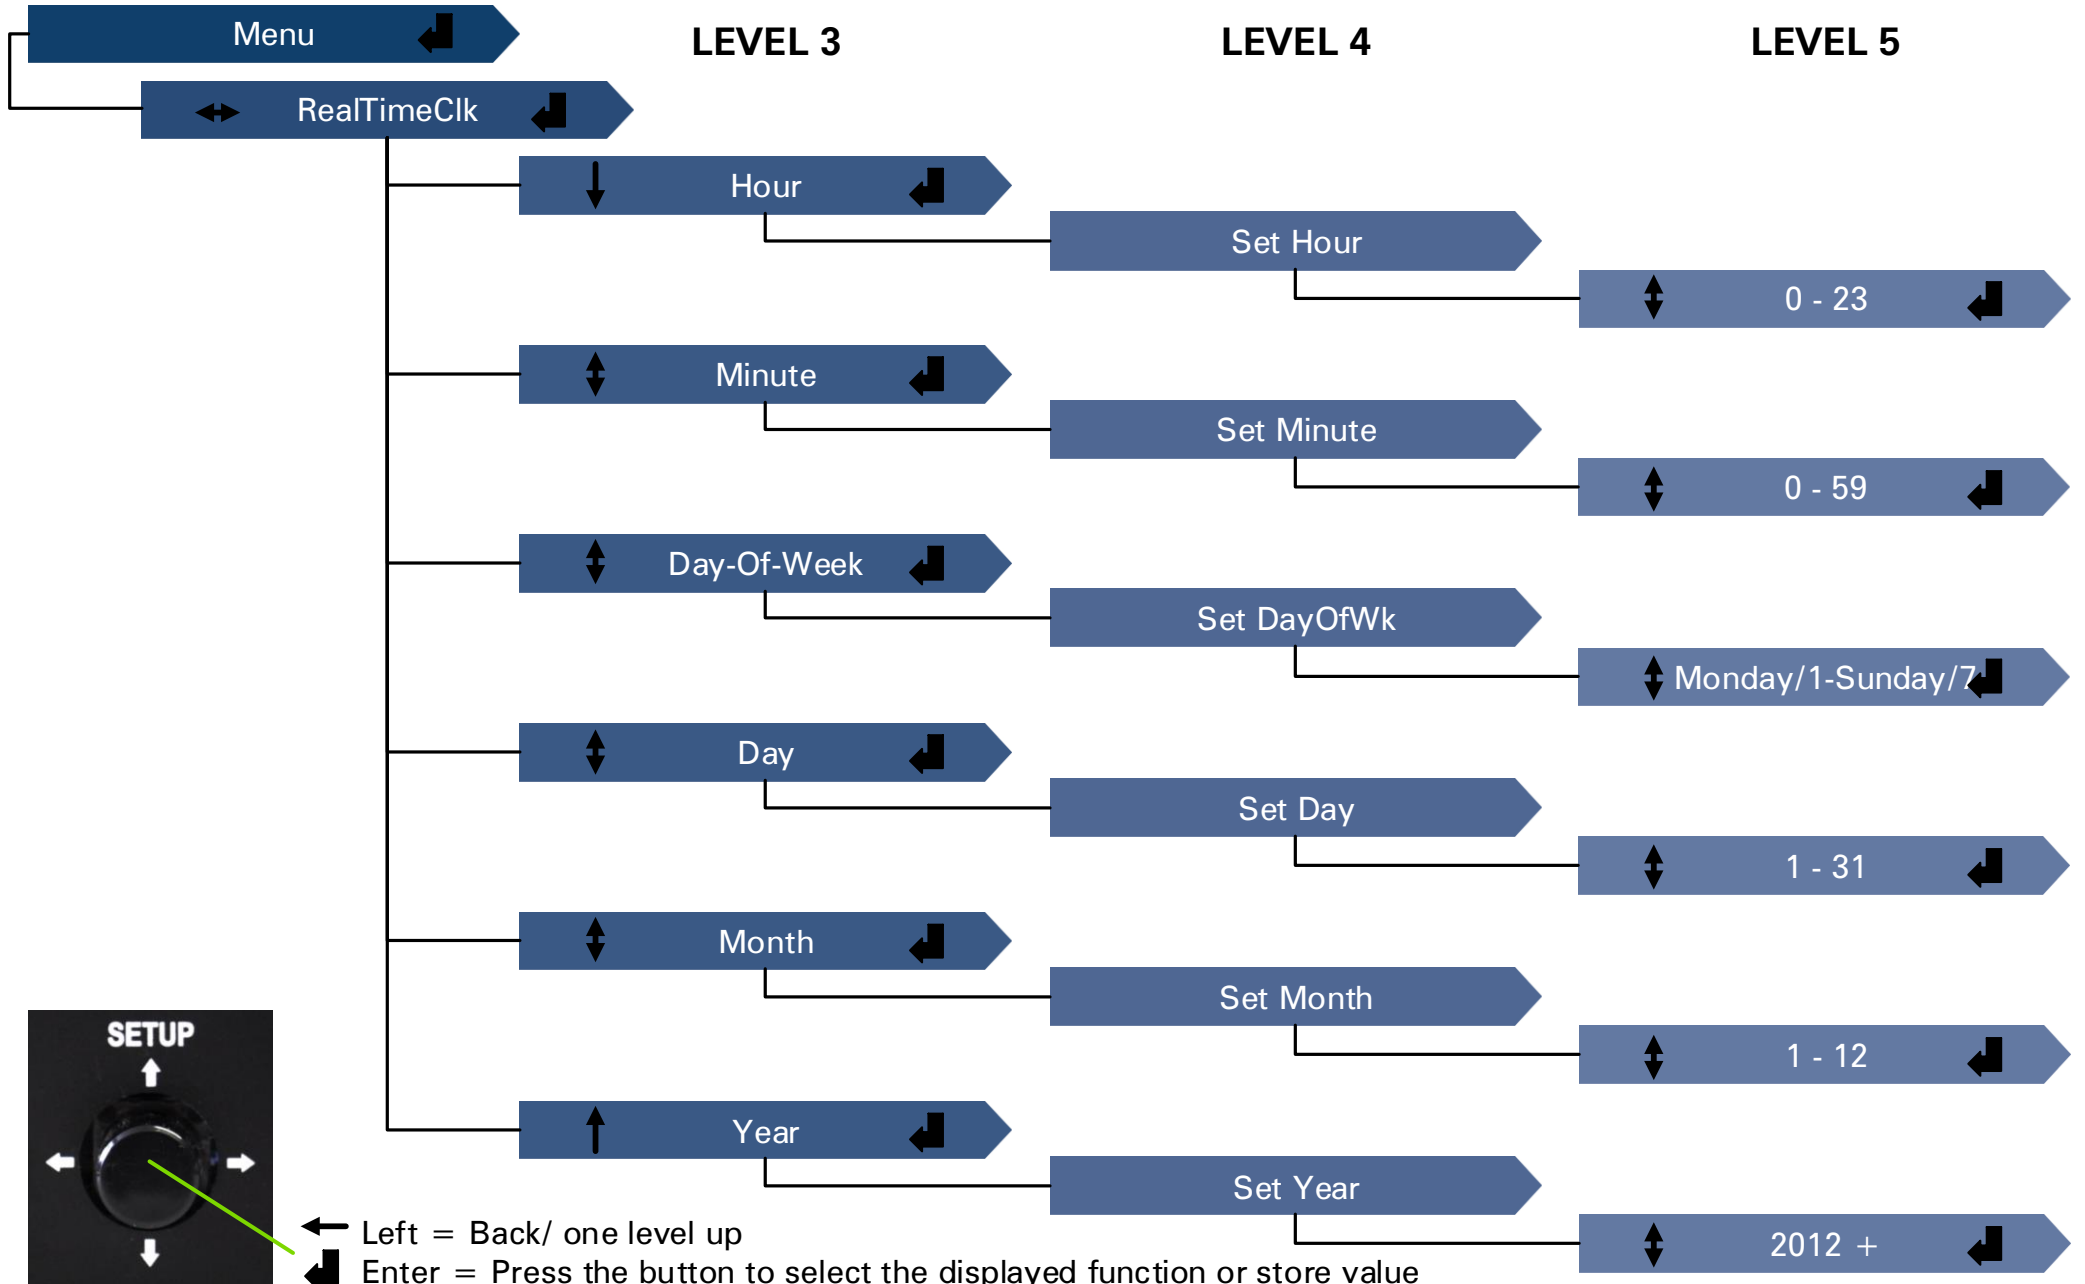 Menu
LEVEL 3
LEVEL 4
LEVEL 5
RealTimeClk
Hour
Set Hour
0 - 23
Minute
Set Minute
0 - 59
Day-Of-Week
Set DayOfWk
Monday/1-Sunday/7
Day
Set Day
1 - 31
Month
Set Month
1 - 12
Year
Set Year
2012 +
SETUP
Left = Back/ one level up
Enter = Press the button to select the displayed function or store value